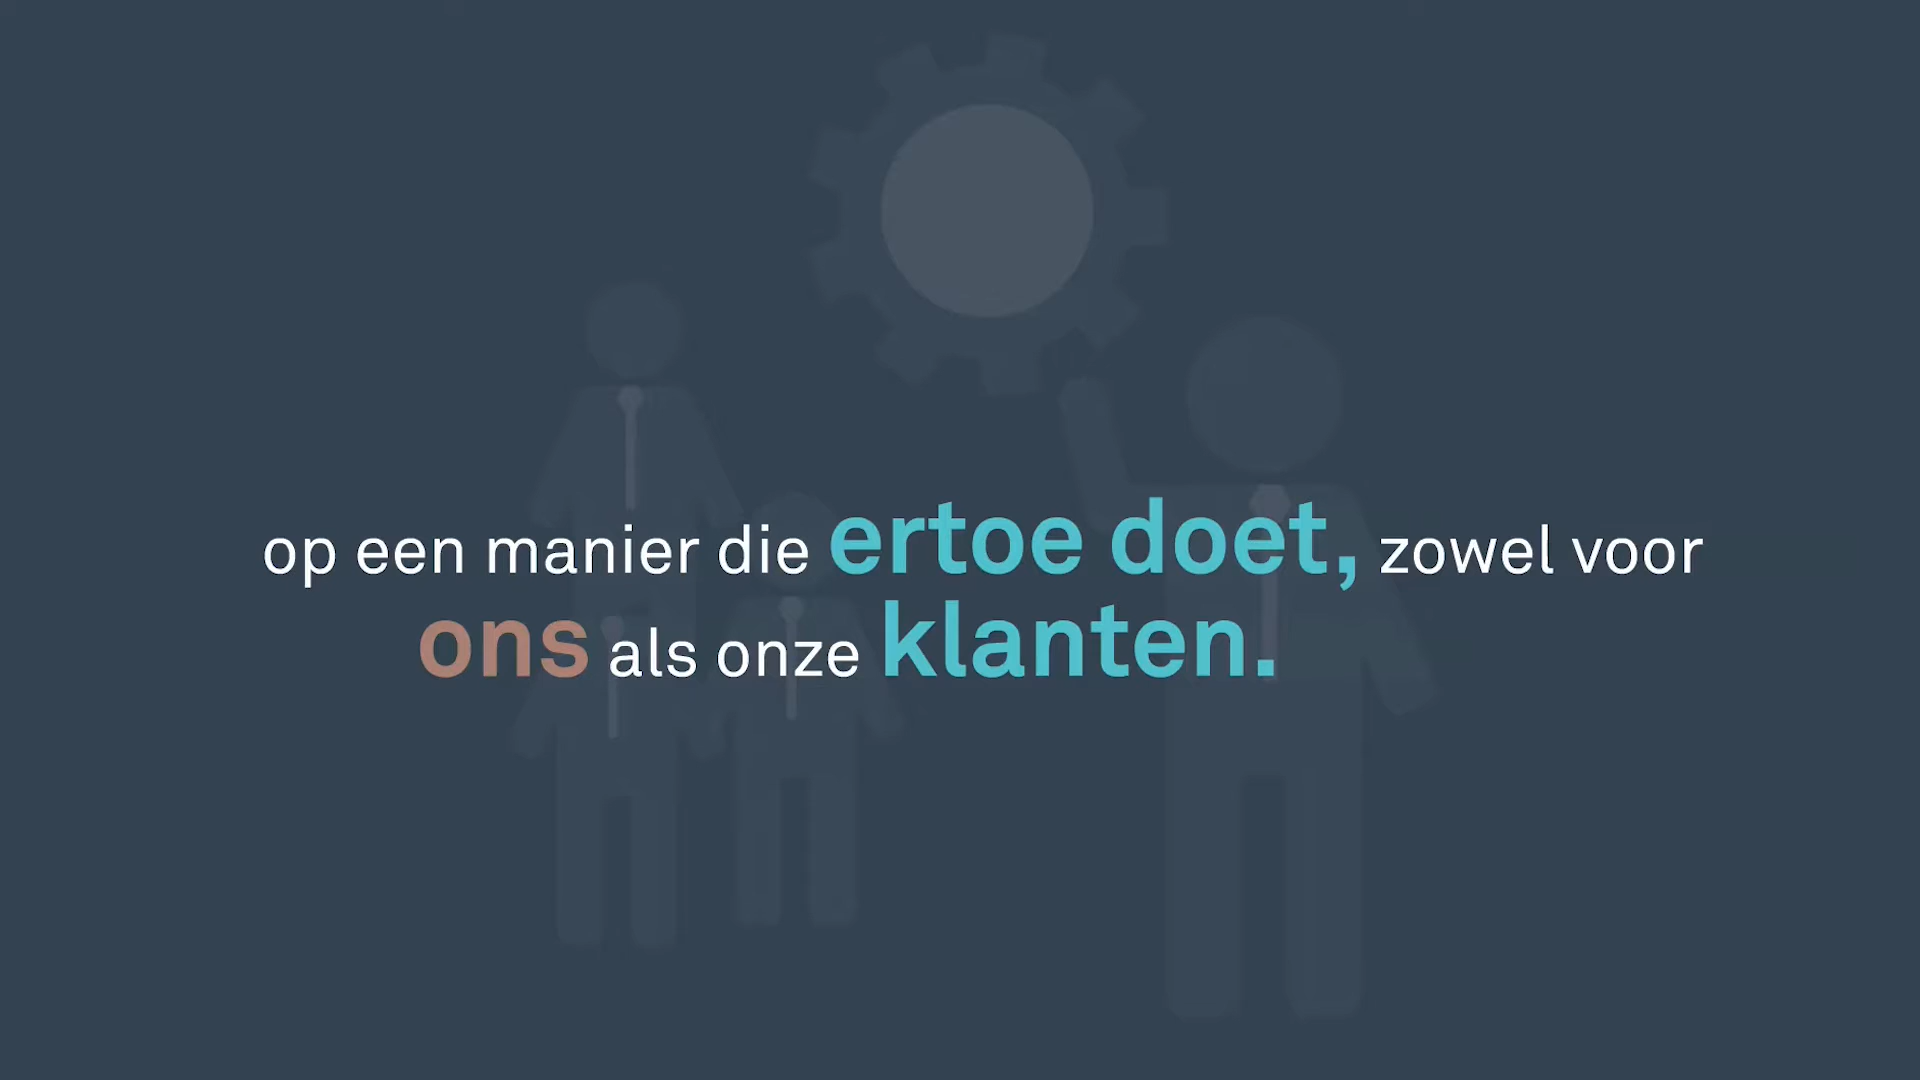 op een manier die ertoe doet, zowel voor
ons als onze klanten.